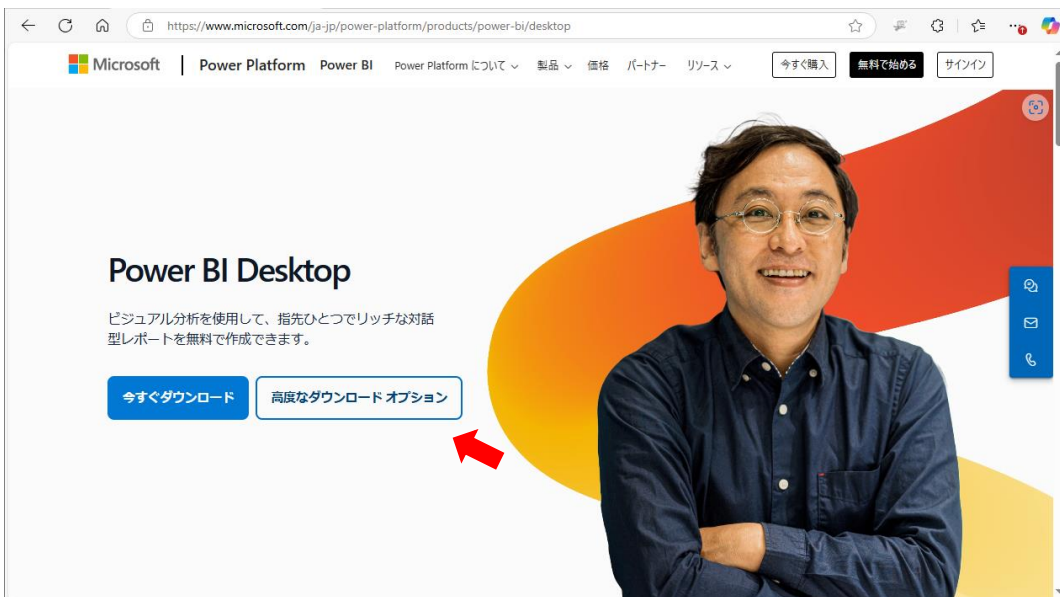 https://www.microsoft.com/ja-jp/power-platform/products/power-bi/desktop
Microsoft Power Platform Power BI Power Platform について 製品 価格 パートナー リソース 今すぐ購入 無料で始める サインイン
Power BI Desktop
ビジュアル分析を使用して、指先ひとつでリッチな対話
型レポートを無料で作成できます。
今すぐダウンロード 高度なダウンロード オプション